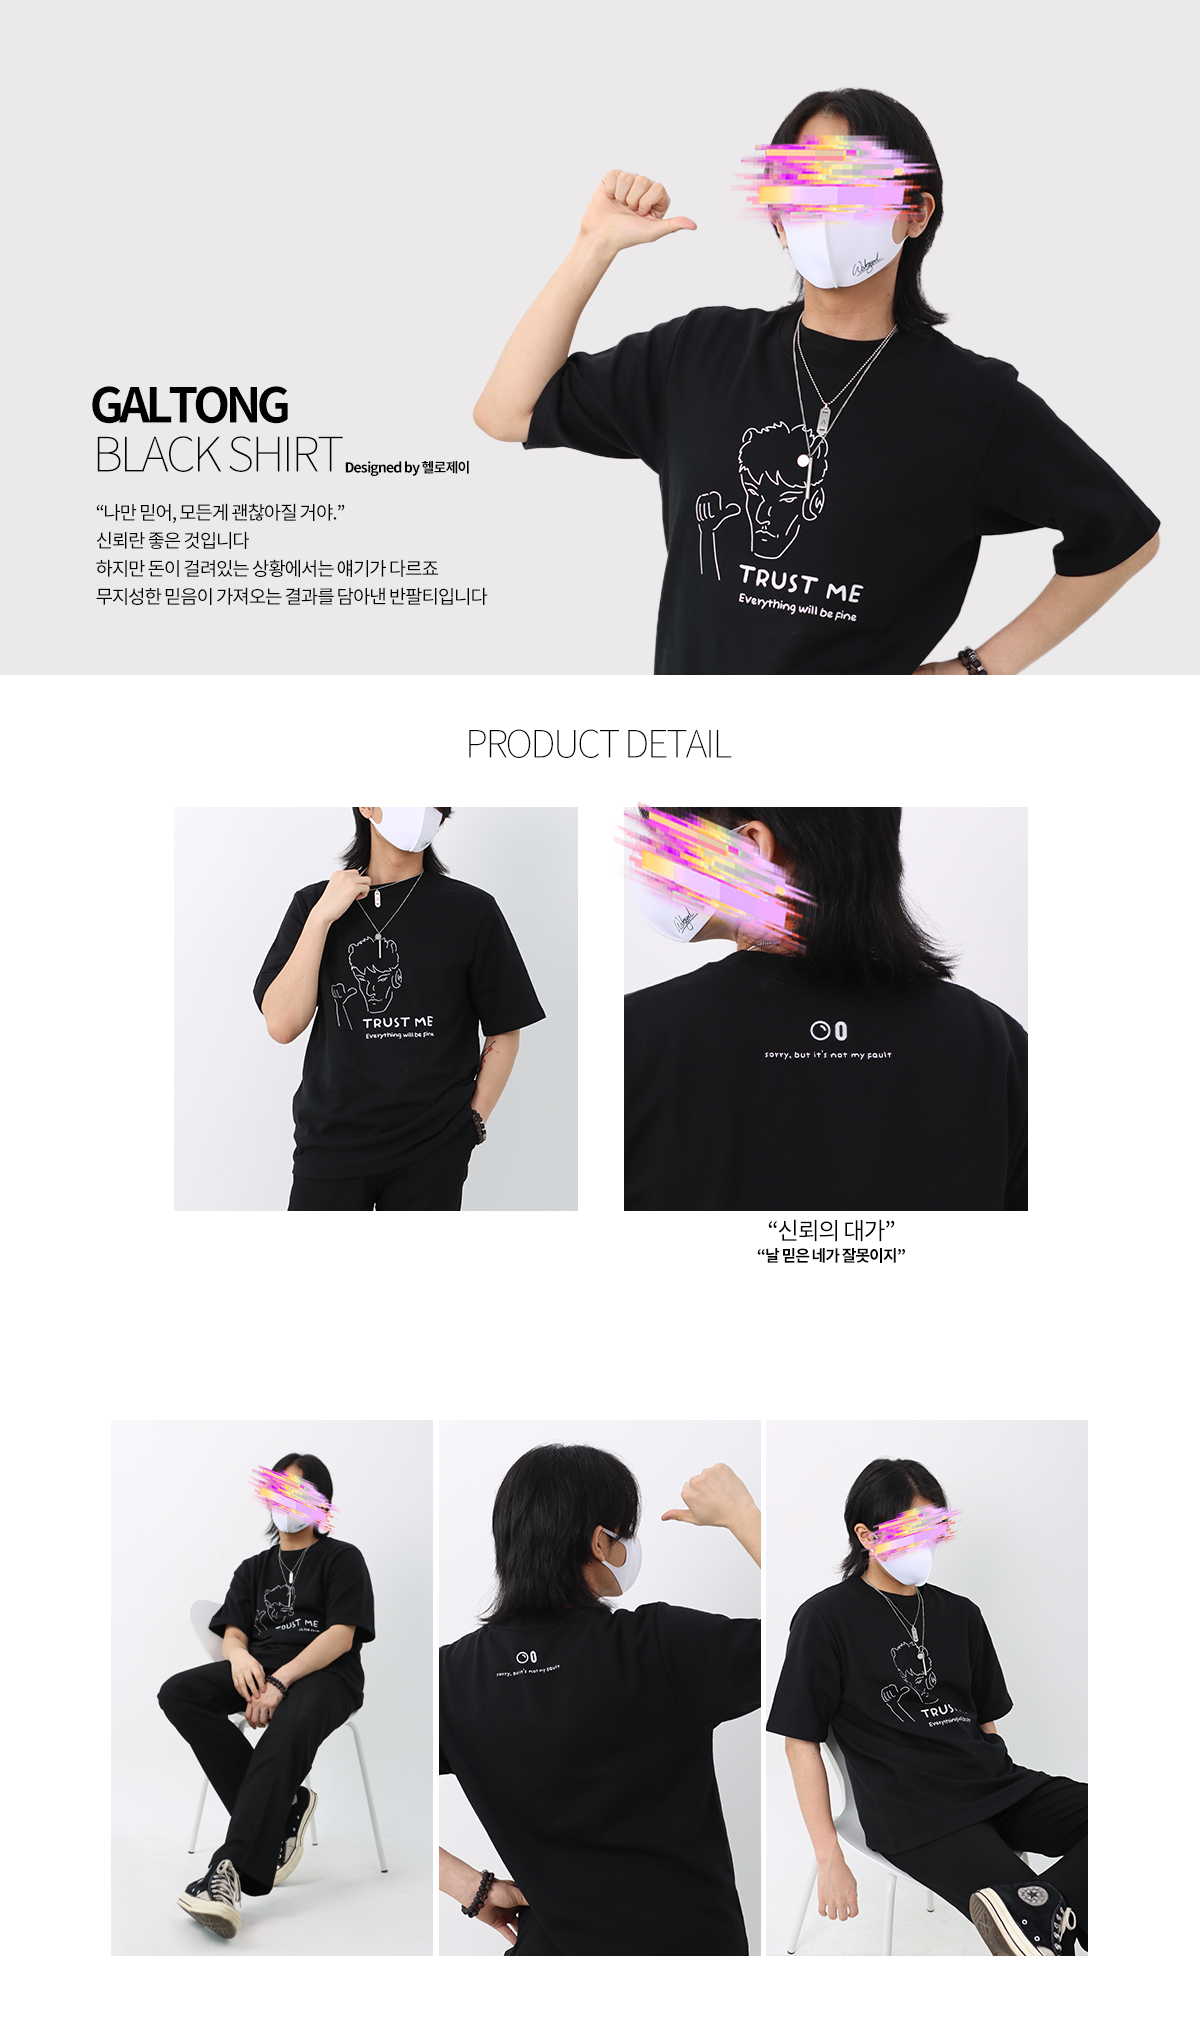 GALTONG
BLACK SHIRT Designed by 헬로제이
“나만 믿어, 모든게 괜찮아질 거야.”
신뢰란 좋은 것입니다
하지만 돈이 걸려있는 상황에서는 얘기가 다르죠
무지성한 믿음이 가져오는 결과를 담아낸 반팔티입니다
TRUST ME
Everything will be fine
PRODUCT DETAIL
TRUST ME
Everything will be fine
sorry, but it's not my fault
“신뢰의 대가”
“날 믿은 네가 잘못이지”
TRUST ME
sorry, but it's not my fault